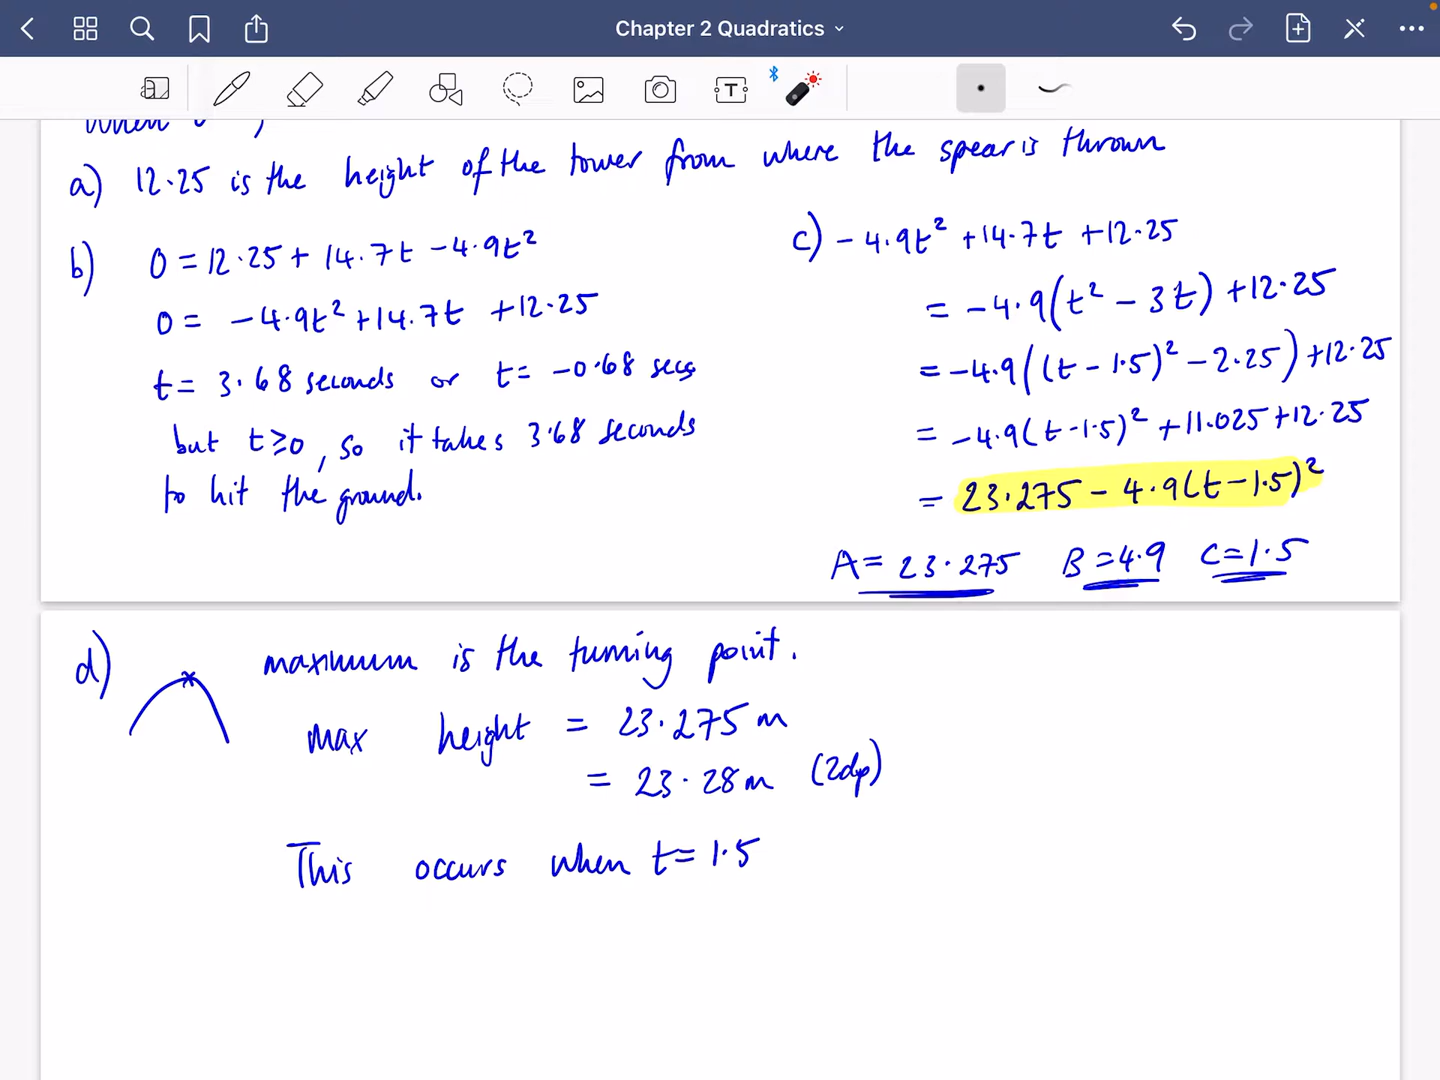 Chapter 2 Quadratics
When
a) 12.25 is the height of the tower from where the spear is thrown
b) 0 = 12.25 + 14.7t - 4.9t²
0 = -4.9t² + 14.7t + 12.25
t = 3.68 seconds or t = -0.68 secs
but t ≥ 0, so it takes 3.68 seconds
to hit the ground.
c) -4.9t² + 14.7t + 12.25
= -4.9(t² - 3t) + 12.25
= -4.9((t - 1.5)² - 2.25) + 12.25
= -4.9(t - 1.5)² + 11.025 + 12.25
= 23.275 - 4.9(t - 1.5)²
A = 23.275 B = 4.9 C = 1.5
d) maximum is the turning point.
max height = 23.275 m
= 23.28 m (2dp)
This occurs when t = 1.5